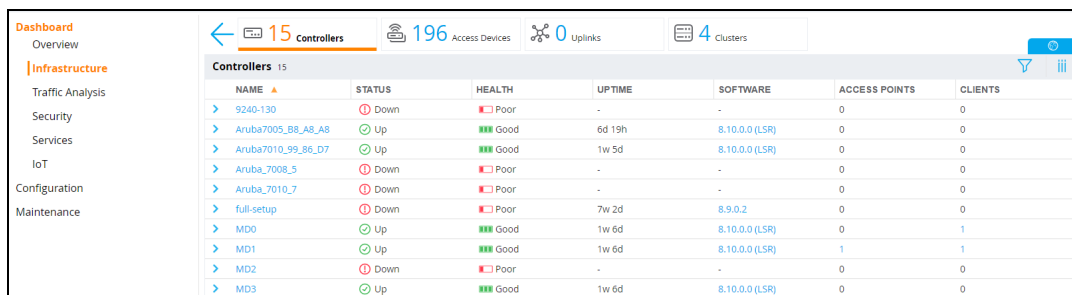 Dashboard
Overview
Infrastructure
Traffic Analysis
Security
Services
IoT
Configuration
Maintenance
15 Controllers 196 Access Devices 0 Uplinks 4 Clusters
Controllers 15
NAME STATUS HEALTH UPTIME SOFTWARE ACCESS POINTS CLIENTS
9240-130 Down Poor - - 0 0
Aruba7005_B8_A8_A8 Up Good 6d 19h 8.10.0.0 (LSR) 0 0
Aruba7010_99_86_D7 Up Good 1w 5d 8.10.0.0 (LSR) 0 0
Aruba_7008_5 Down Poor - - 0 0
Aruba_7010_7 Down Poor - - 0 0
full-setup Down Poor 7w 2d 8.9.0.2 0 0
MD0 Up Good 1w 6d 8.10.0.0 (LSR) 0 1
MD1 Up Good 1w 6d 8.10.0.0 (LSR) 1 1
MD2 Down Poor - - 0 0
MD3 Up Good 1w 6d 8.10.0.0 (LSR) 0 0